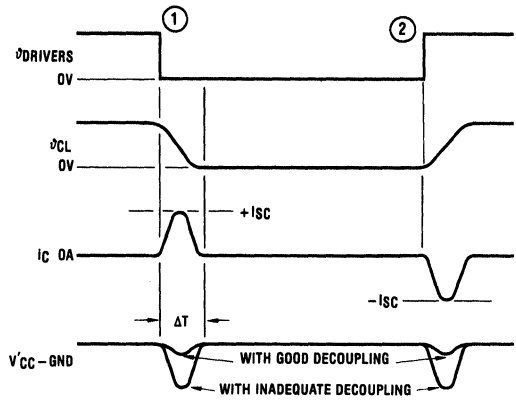 1
2
𝜗DRIVERS
0V
𝜗CL
0V
+ISC
iC 0A
−ISC
ΔT
V'CC – GND
WITH GOOD DECOUPLING
WITH INADEQUATE DECOUPLING